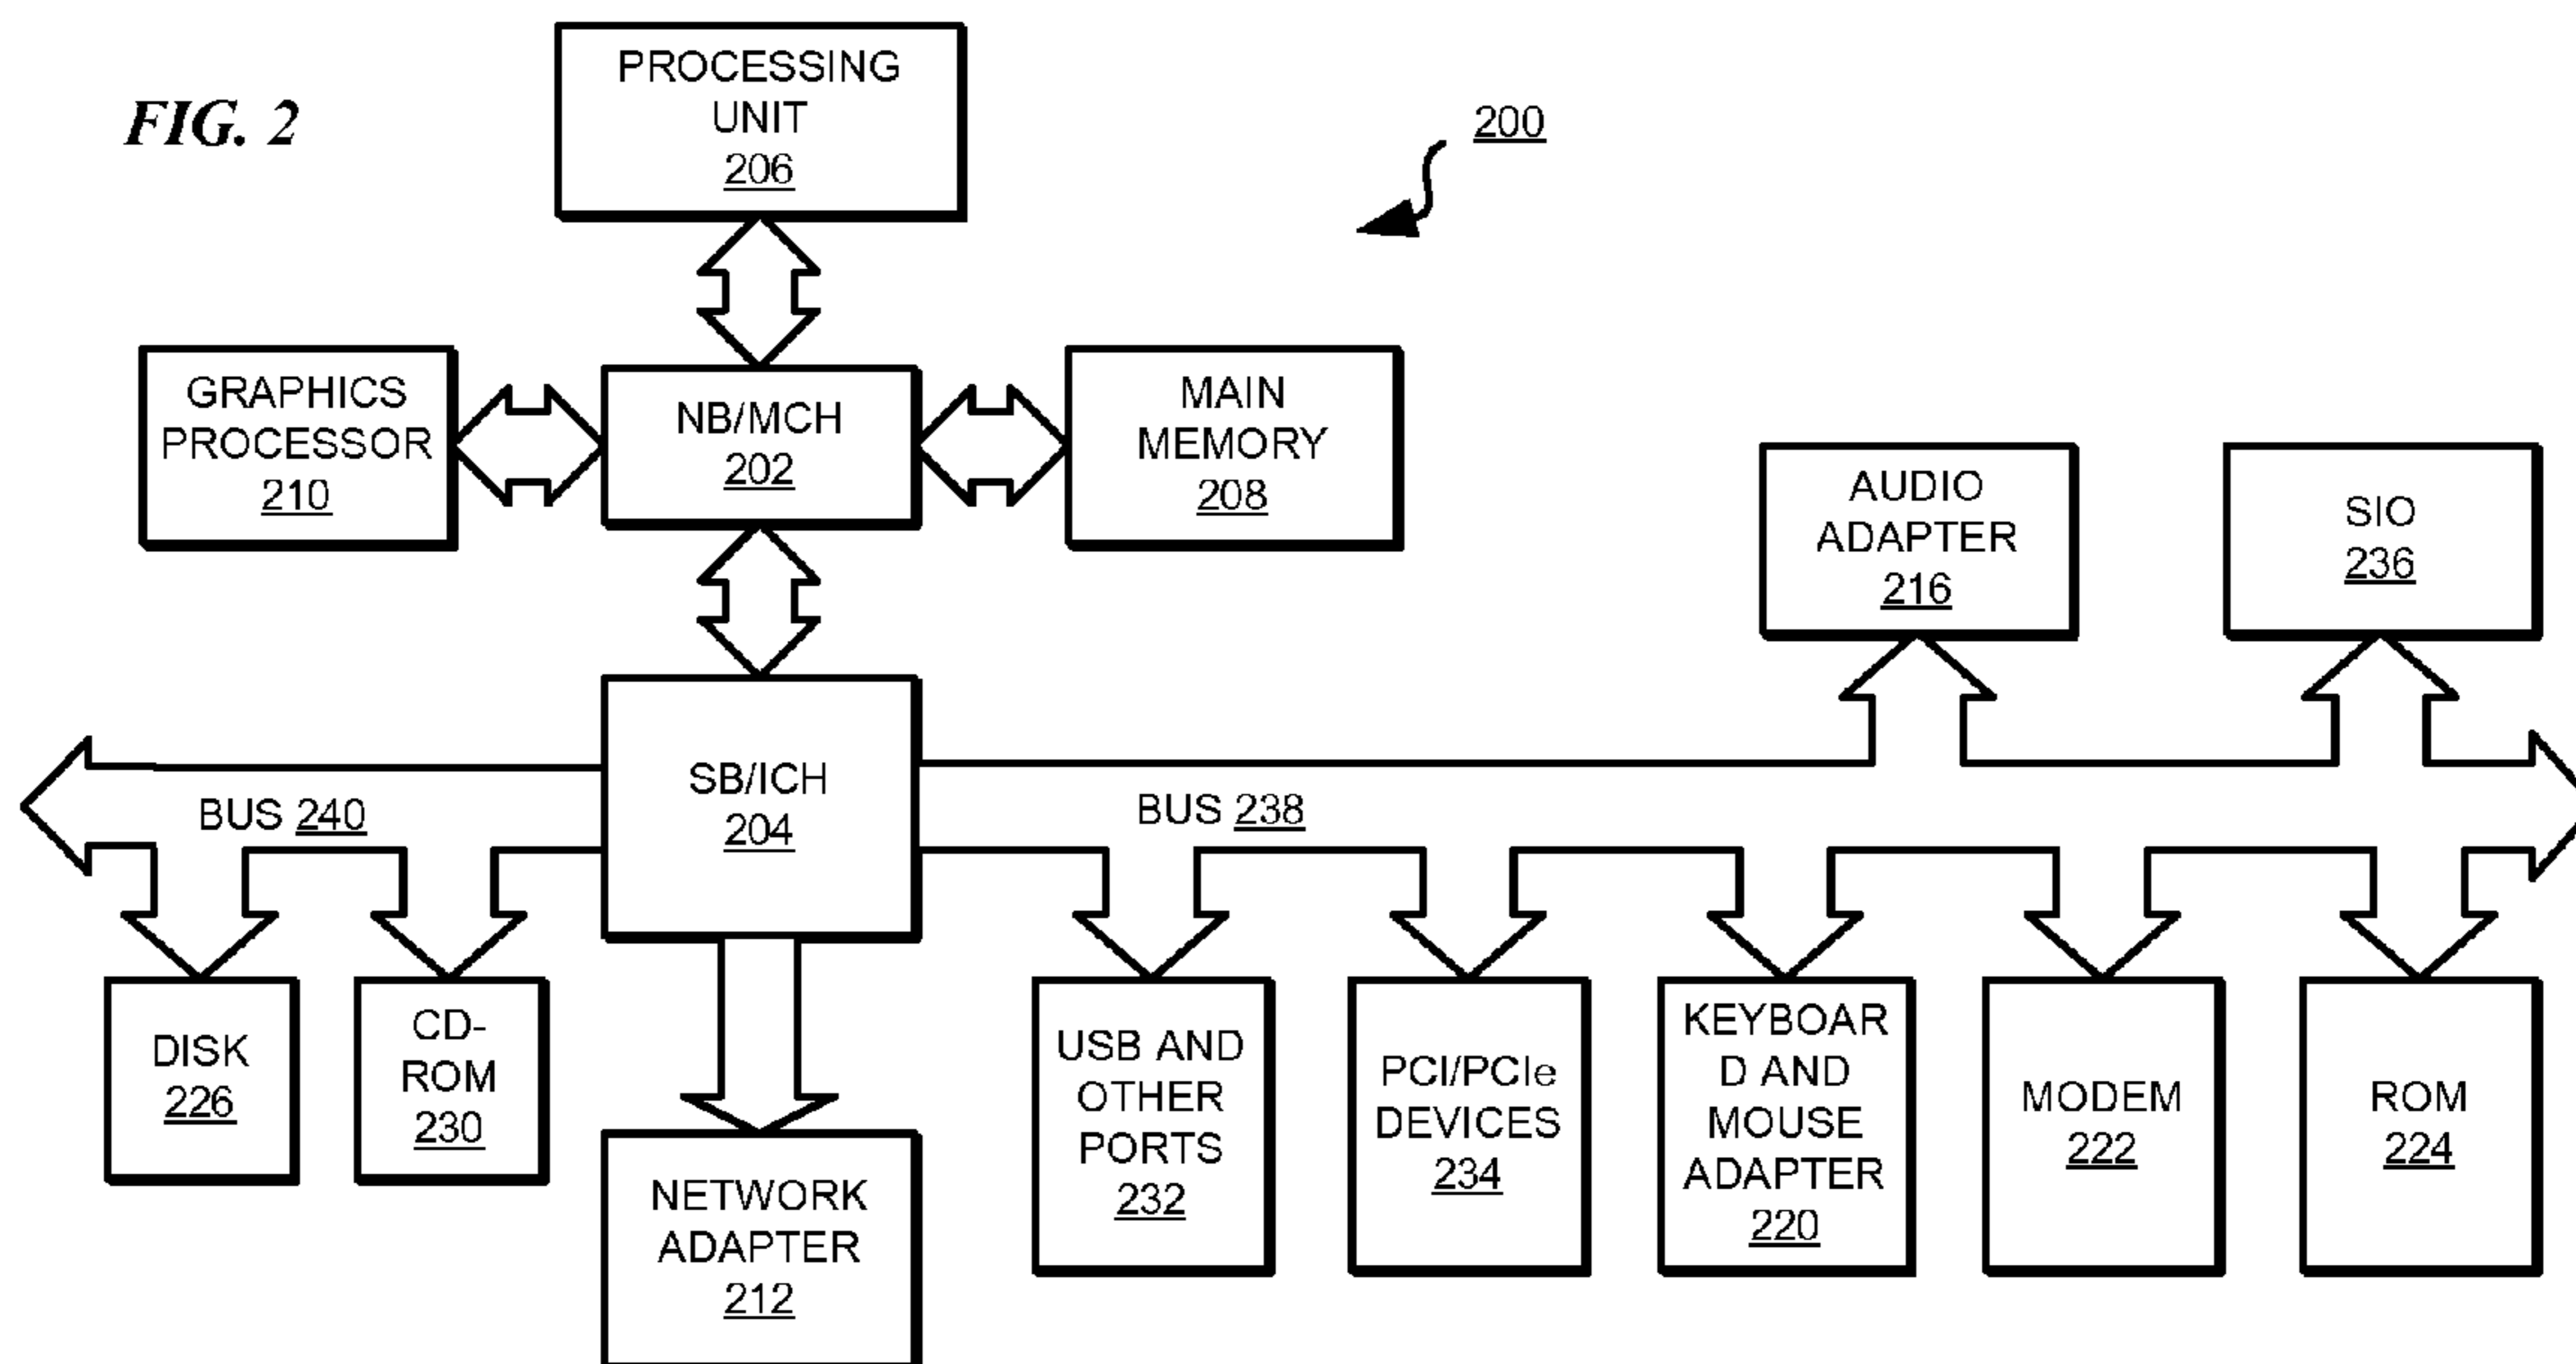 FIG. 2
PROCESSING
UNIT
206
200
GRAPHICS
PROCESSOR
210
NB/MCH
202
MAIN
MEMORY
208
AUDIO
ADAPTER
216
SIO
236
SB/ICH
204
BUS 240
BUS 238
DISK
226
CD-
ROM
230
NETWORK
ADAPTER
212
USB AND
OTHER
PORTS
232
PCI/PCIe
DEVICES
234
KEYBOAR
D AND
MOUSE
ADAPTER
220
MODEM
222
ROM
224